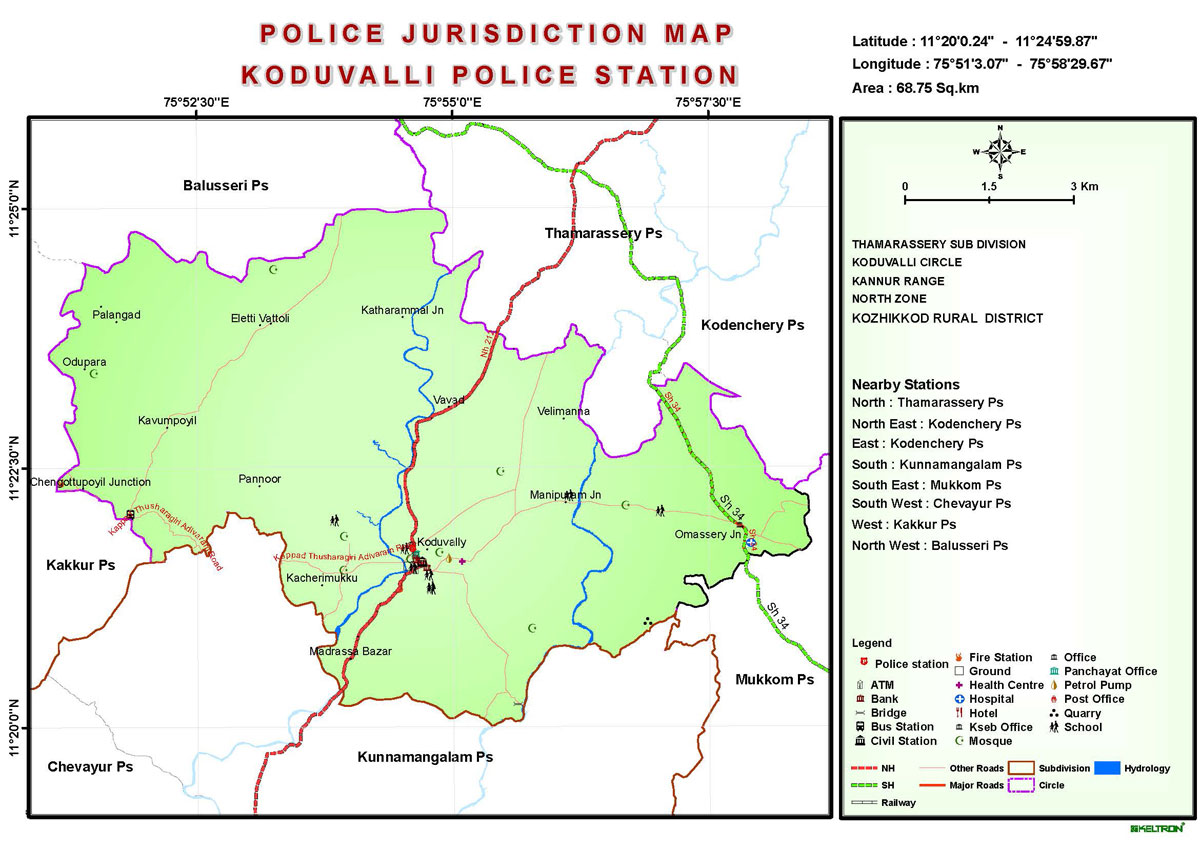 POLICE JURISDICTION MAP
KODUVALLI POLICE STATION
Latitude : 11°20'0.24" - 11°24'59.87"
Longitude : 75°51'3.07" - 75°58'29.67"
Area : 68.75 Sq.km
75°52'30"E
75°55'0"E
75°57'30"E
11°25'0"N
11°22'30"N
11°20'0"N
Balusseri Ps
Thamarassery Ps
Kodenchery Ps
Palangad
Eletti Vattoli
Katharammal Jn
Nh 212
Odupara
Vavad
Sh 34
Velimanna
Kavumpoyil
Chengottupoyil Junction
Pannoor
Manipuram Jn
Sh 34
Kappad Thusharagiri Adivaram Road
Omassery Jn
Koduvally
Kappad Thusharagiri Adivaram
Kakkur Ps
Kacherimukku
Sh 34
Madrassa Bazar
Mukkom Ps
Kunnamangalam Ps
Chevayur Ps
N
W E
S
0 1.5 3 Km
THAMARASSERY SUB DIVISION
KODUVALLI CIRCLE
KANNUR RANGE
NORTH ZONE
KOZHIKKOD RURAL DISTRICT
Nearby Stations
North : Thamarassery Ps
North East : Kodenchery Ps
East : Kodenchery Ps
South : Kunnamangalam Ps
South East : Mukkom Ps
South West : Chevayur Ps
West : Kakkur Ps
North West : Balusseri Ps
Legend
Police station
ATM
Bank
Bridge
Bus Station
Civil Station
Fire Station
Ground
Health Centre
Hospital
Hotel
Kseb Office
Mosque
Office
Panchayat Office
Petrol Pump
Post Office
Quarry
School
NH
SH
Railway
Other Roads
Major Roads
Subdivision
Circle
Hydrology
KELTRON